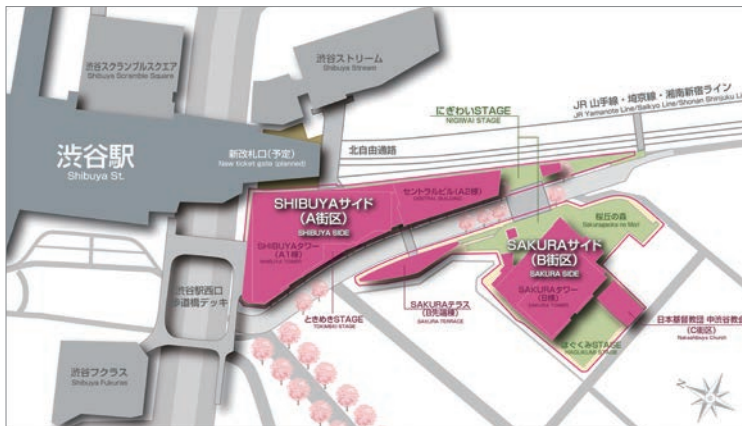 渋谷スクランブルスクエア
Shibuya Scramble Square
渋谷ストリーム
Shibuya Stream
にぎわいSTAGE
NIGIWAI STAGE
JR 山手線・埼京線・湘南新宿ライン
JR Yamanote Line/Saikyo Line/Shonan Shinjuku Li
渋谷駅
Shibuya St.
新改札口(予定)
New ticket gate (planned)
北自由通路
SHIBUYAサイド
(A街区)
SHIBUYA SIDE
セントラルビル(A2棟)
CENTRAL BUILDING
SHIBUYAタワー
(A1棟)
SHIBUYA TOWER
桜丘の森
Sakuragaoka no Mori
SAKURAサイド
(B街区)
SAKURA SIDE
SAKURAタワー
(B棟)
SAKURA TOWER
渋谷駅西口
歩道橋デッキ
ときめきSTAGE
TOKIMEKI STAGE
SAKURAテラス
(B先端棟)
SAKURA TERRACE
日本基督教団 中渋谷教会
(C街区)
Nakashibuya Church
はぐくみSTAGE
HAGUKUMI STAGE
渋谷フクラス
Shibuya Fukuras
N